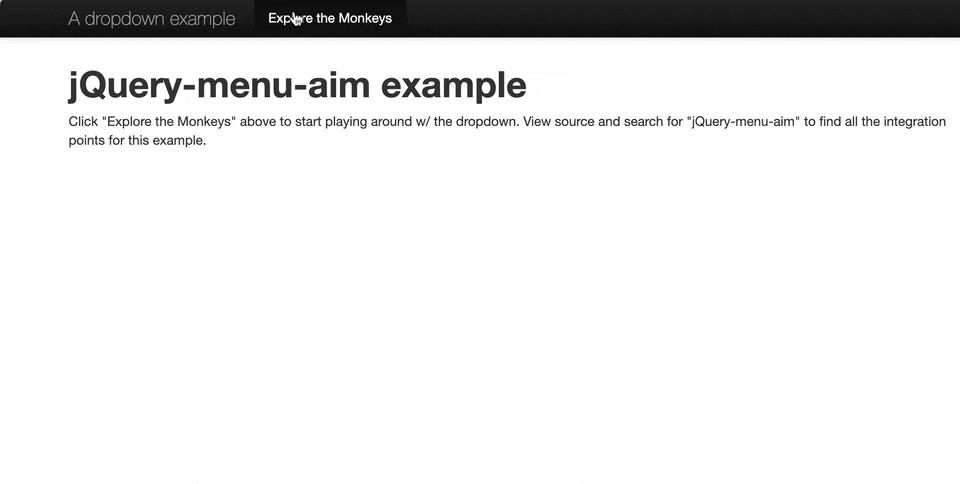 A dropdown example
Explore the Monkeys
jQuery-menu-aim example
Click "Explore the Monkeys" above to start playing around w/ the dropdown. View source and search for "jQuery-menu-aim" to find all the integration
points for this example.